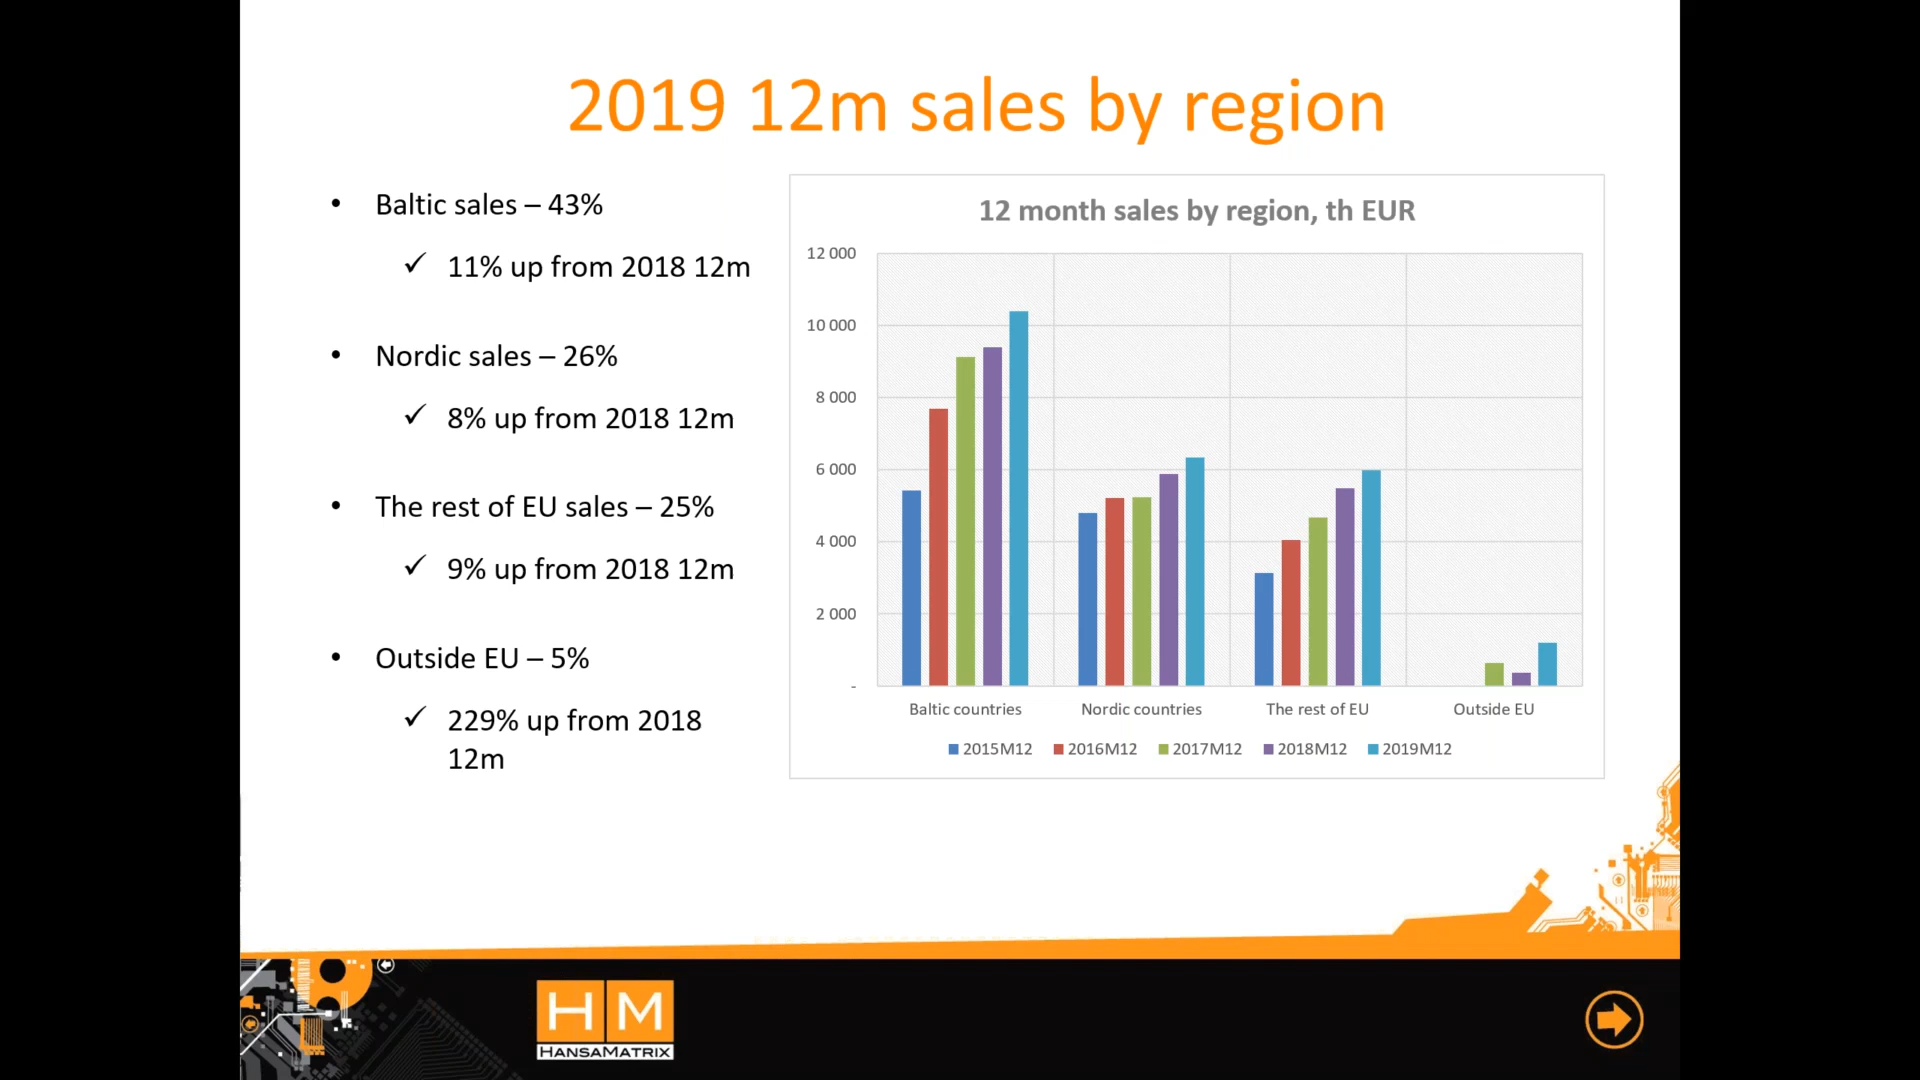 2019 12m sales by region
• Baltic sales – 43%
✓ 11% up from 2018 12m
• Nordic sales – 26%
✓ 8% up from 2018 12m
• The rest of EU sales – 25%
✓ 9% up from 2018 12m
• Outside EU – 5%
✓ 229% up from 2018
12m
12 month sales by region, th EUR
12 000
10 000
8 000
6 000
4 000
2 000
-
Baltic countries Nordic countries The rest of EU Outside EU
2015M12 2016M12 2017M12 2018M12 2019M12
HM
HANSAMATRIX